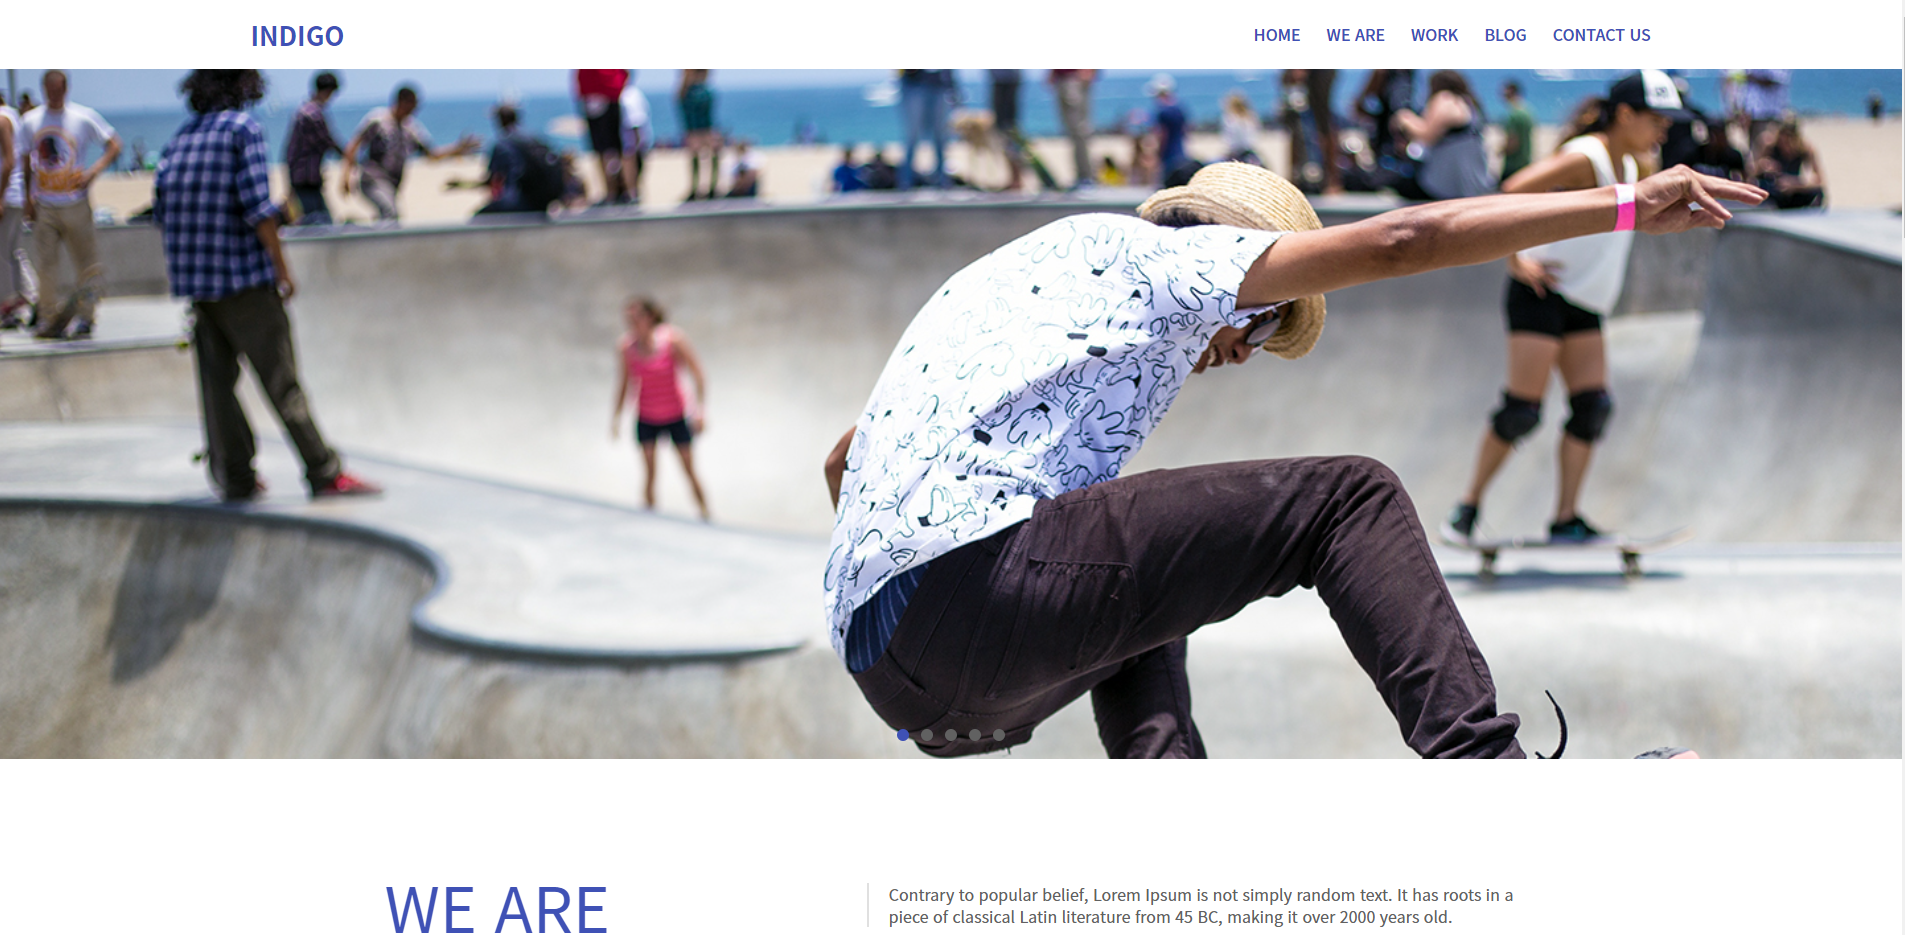 INDIGO
HOME WE ARE WORK BLOG CONTACT US
WE ARE
Contrary to popular belief, Lorem Ipsum is not simply random text. It has roots in a
piece of classical Latin literature from 45 BC, making it over 2000 years old.